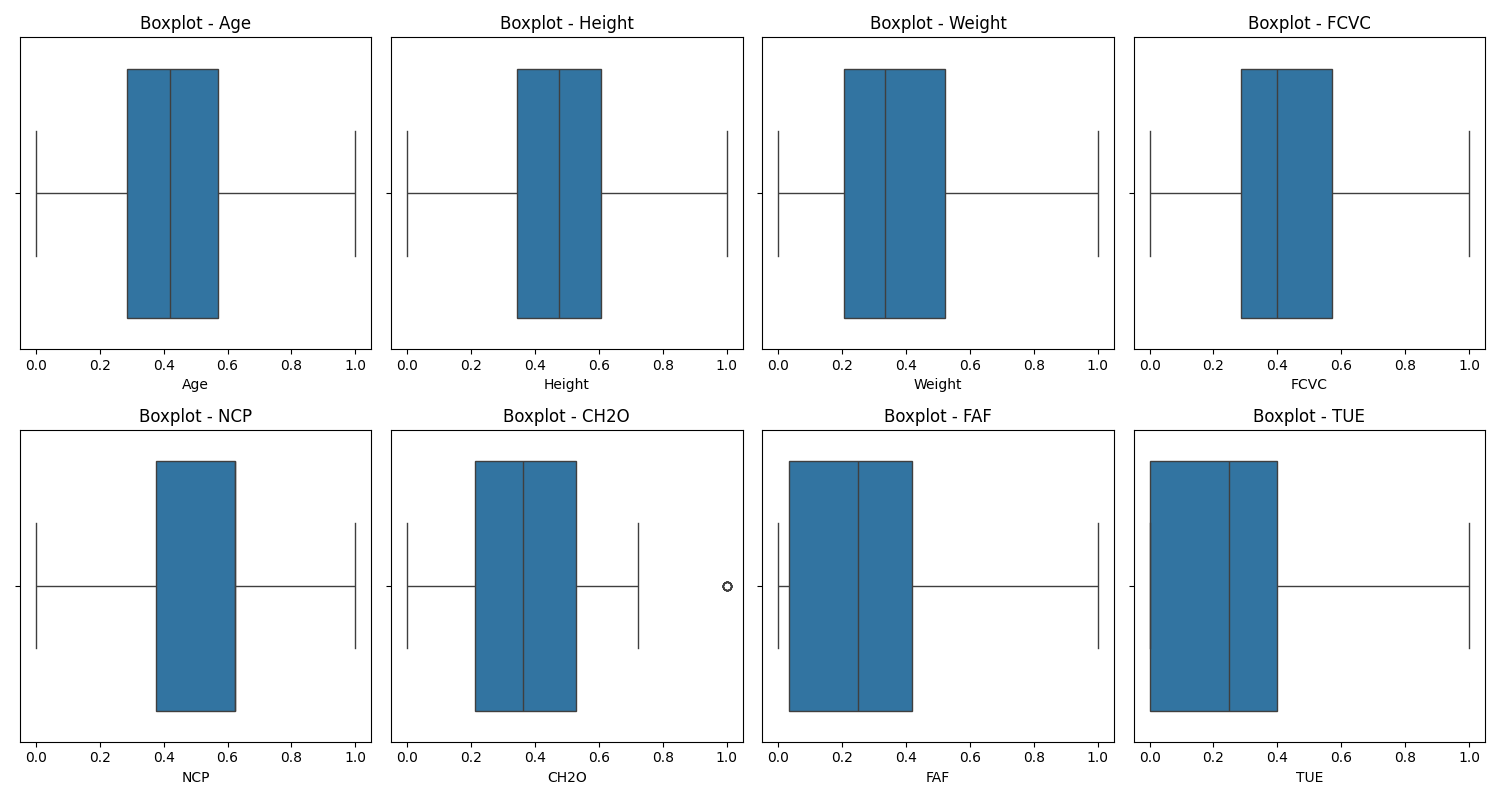 Boxplot - Age
Boxplot - Height
Boxplot - Weight
Boxplot - FCVC
0.0 0.2 0.4 0.6 0.8 1.0
0.0 0.2 0.4 0.6 0.8 1.0
0.0 0.2 0.4 0.6 0.8 1.0
0.0 0.2 0.4 0.6 0.8 1.0
Age
Height
Weight
FCVC
Boxplot - NCP
Boxplot - CH2O
Boxplot - FAF
Boxplot - TUE
0.0 0.2 0.4 0.6 0.8 1.0
0.0 0.2 0.4 0.6 0.8 1.0
0.0 0.2 0.4 0.6 0.8 1.0
0.0 0.2 0.4 0.6 0.8 1.0
NCP
CH2O
FAF
TUE